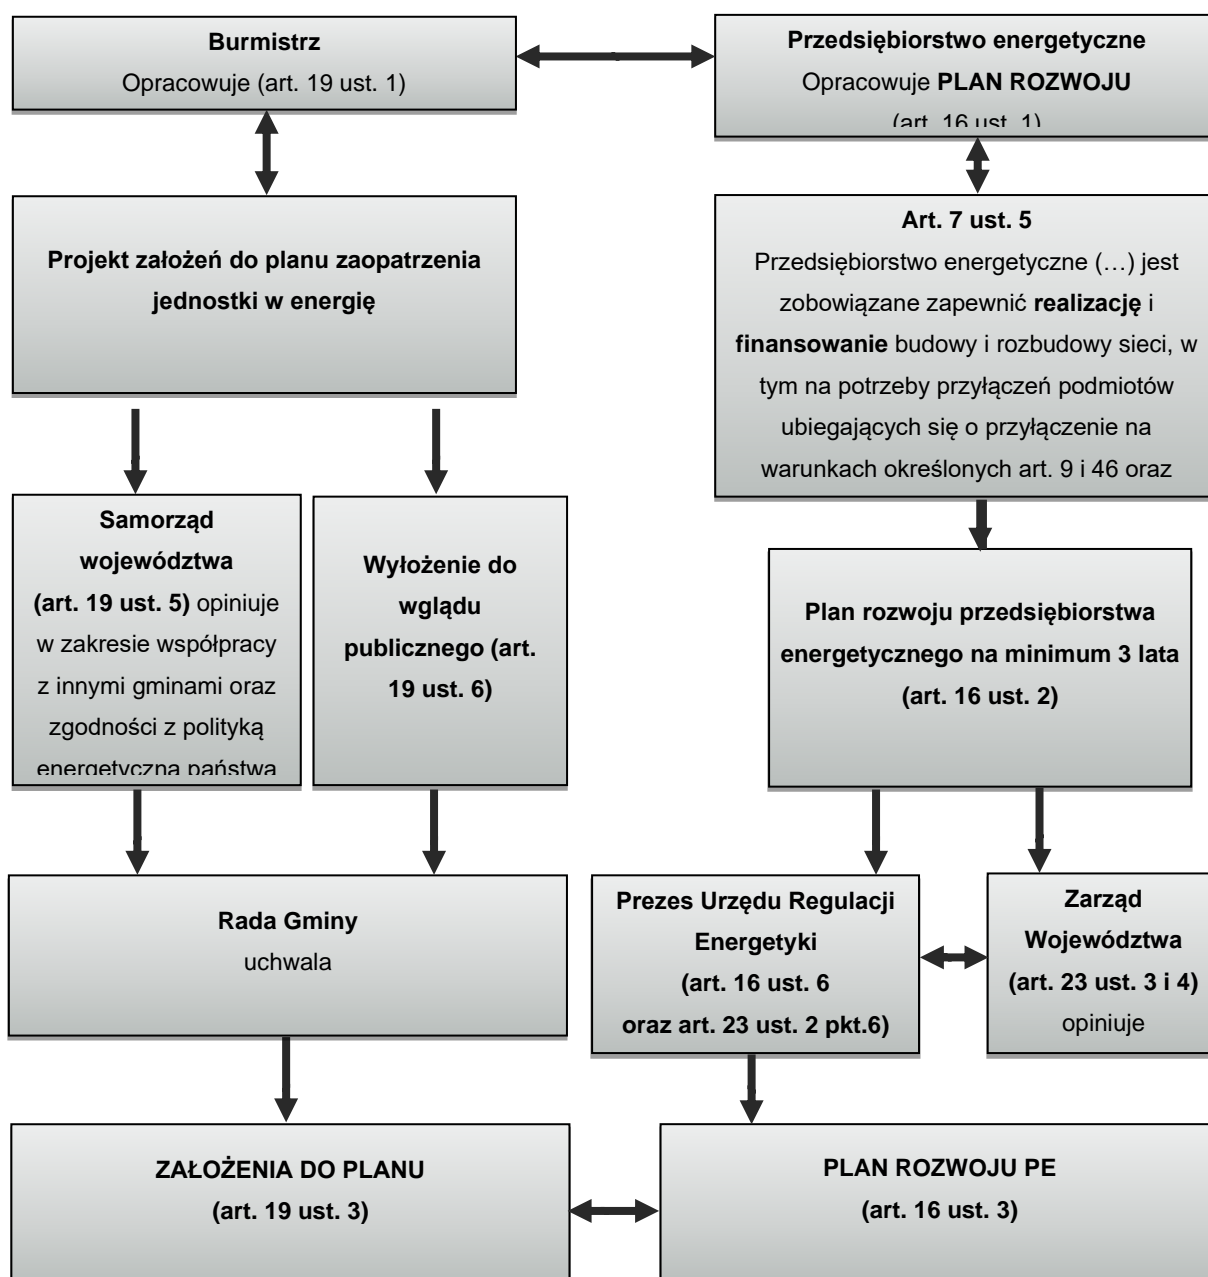 Burmistrz
Opracowuje (art. 19 ust. 1)
Przedsiębiorstwo energetyczne
Opracowuje PLAN ROZWOJU
(art. 16 ust. 1)
Projekt założeń do planu zaopatrzenia
jednostki w energię
Art. 7 ust. 5
Przedsiębiorstwo energetyczne (…) jest
zobowiązane zapewnić realizację i
finansowanie budowy i rozbudowy sieci, w
tym na potrzeby przyłączeń podmiotów
ubiegających się o przyłączenie na
warunkach określonych art. 9 i 46 oraz
Samorząd
województwa
(art. 19 ust. 5) opiniuje
w zakresie współpracy
z innymi gminami oraz
zgodności z polityką
energetyczną państwa
Wyłożenie do
wglądu
publicznego (art.
19 ust. 6)
Plan rozwoju przedsiębiorstwa
energetycznego na minimum 3 lata
(art. 16 ust. 2)
Rada Gminy
uchwala
Prezes Urzędu Regulacji
Energetyki
(art. 16 ust. 6
oraz art. 23 ust. 2 pkt.6)
Zarząd
Województwa
(art. 23 ust. 3 i 4)
opiniuje
ZAŁOŻENIA DO PLANU
(art. 19 ust. 3)
PLAN ROZWOJU PE
(art. 16 ust. 3)